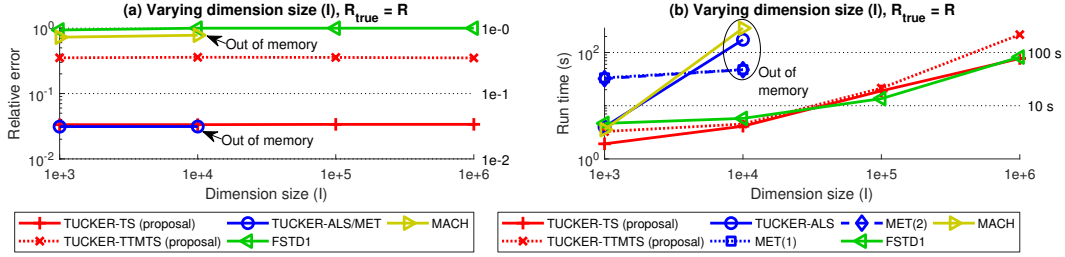 (a) Varying dimension size (I), R_true = R
Relative error
10^0
10^-1
10^-2
1e-0
1e-1
1e-2
Out of memory
Out of memory
1e+3
1e+4
1e+5
1e+6
Dimension size (I)
TUCKER-TS (proposal)
TUCKER-ALS/MET
MACH
TUCKER-TTMTS (proposal)
FSTD1
(b) Varying dimension size (I), R_true = R
Run time (s)
10^2
10^1
10^0
100 s
10 s
Out of
memory
1e+3
1e+4
1e+5
1e+6
Dimension size (I)
TUCKER-TS (proposal)
TUCKER-ALS
MET(2)
MACH
TUCKER-TTMTS (proposal)
MET(1)
FSTD1